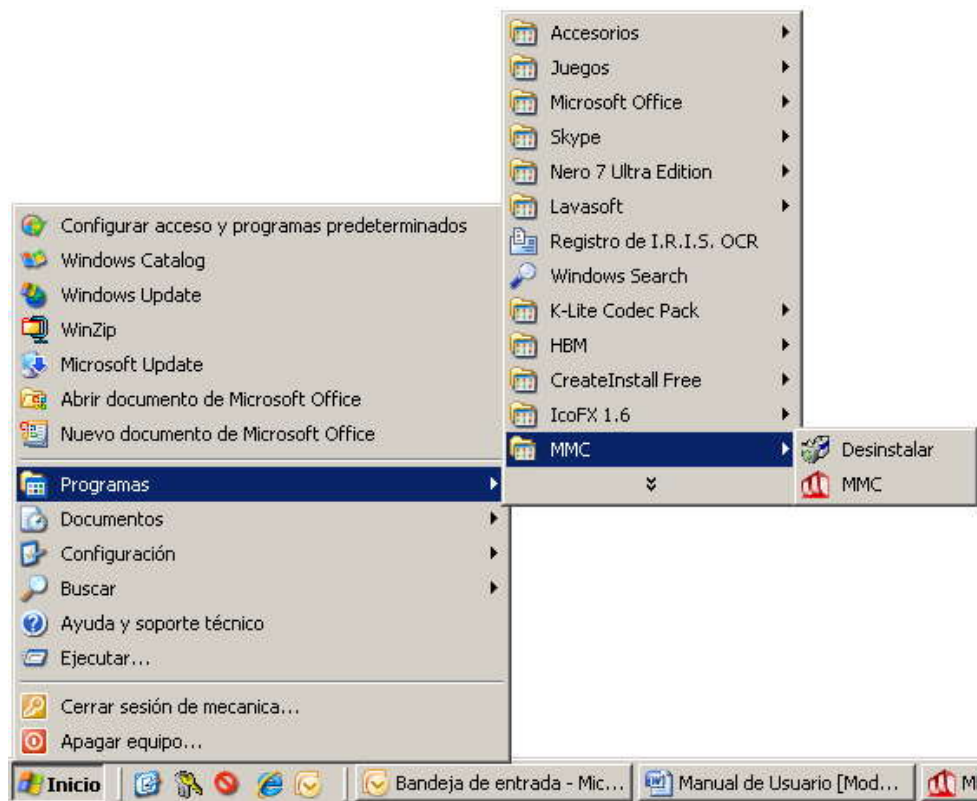 Accesorios
Juegos
Microsoft Office
Skype
Nero 7 Ultra Edition
Lavasoft
Registro de I.R.I.S. OCR
Windows Search
K-Lite Codec Pack
HBM
CreateInstall Free
IcoFX 1.6
MMC
Desinstalar
MMC
Configurar acceso y programas predeterminados
Windows Catalog
Windows Update
WinZip
Microsoft Update
Abrir documento de Microsoft Office
Nuevo documento de Microsoft Office
Programas
Documentos
Configuración
Buscar
Ayuda y soporte técnico
Ejecutar...
Cerrar sesión de mecanica...
Apagar equipo...
Inicio
Bandeja de entrada - Mic...
Manual de Usuario [Mod...
M